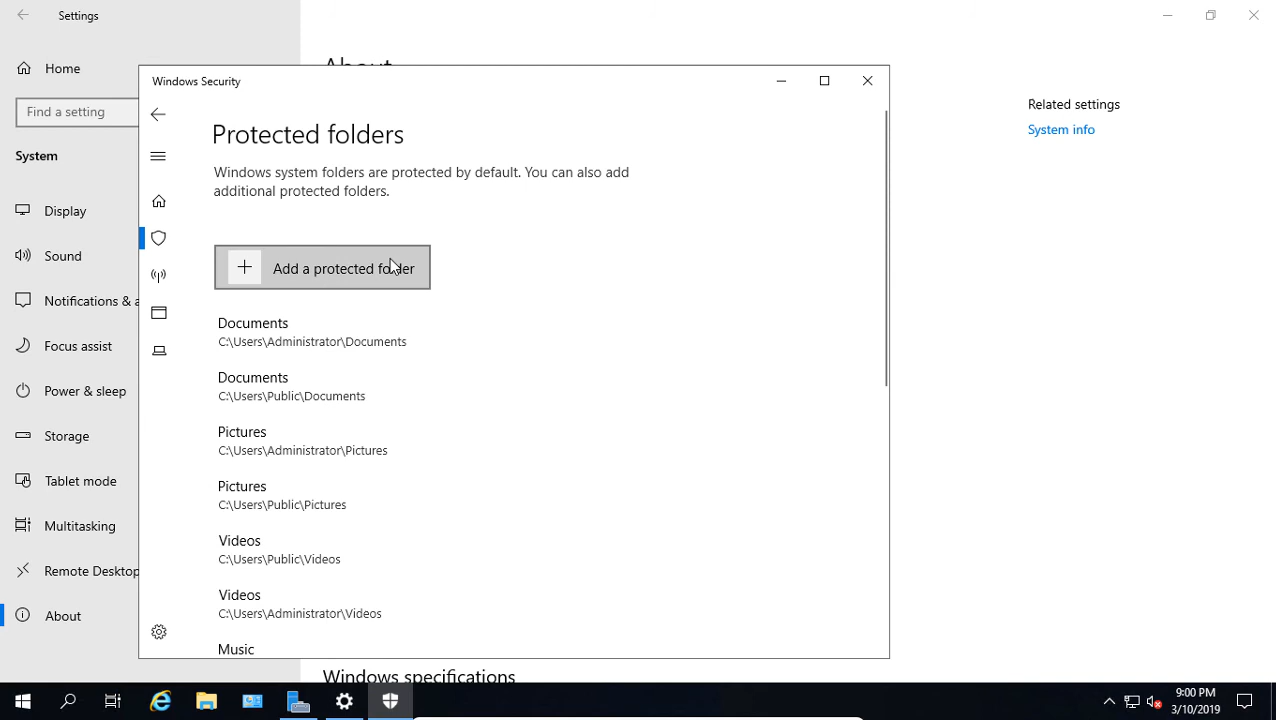 Settings
Home
Find a setting
System
Display
Sound
Notifications & a
Focus assist
Power & sleep
Storage
Tablet mode
Multitasking
Remote Desktop
About
About
Related settings
System info
Windows Security
Protected folders
Windows system folders are protected by default. You can also add
additional protected folders.
Add a protected folder
Documents
C:\Users\Administrator\Documents
Documents
C:\Users\Public\Documents
Pictures
C:\Users\Administrator\Pictures
Pictures
C:\Users\Public\Pictures
Videos
C:\Users\Public\Videos
Videos
C:\Users\Administrator\Videos
Music
Windows specifications
9:00 PM
3/10/2019